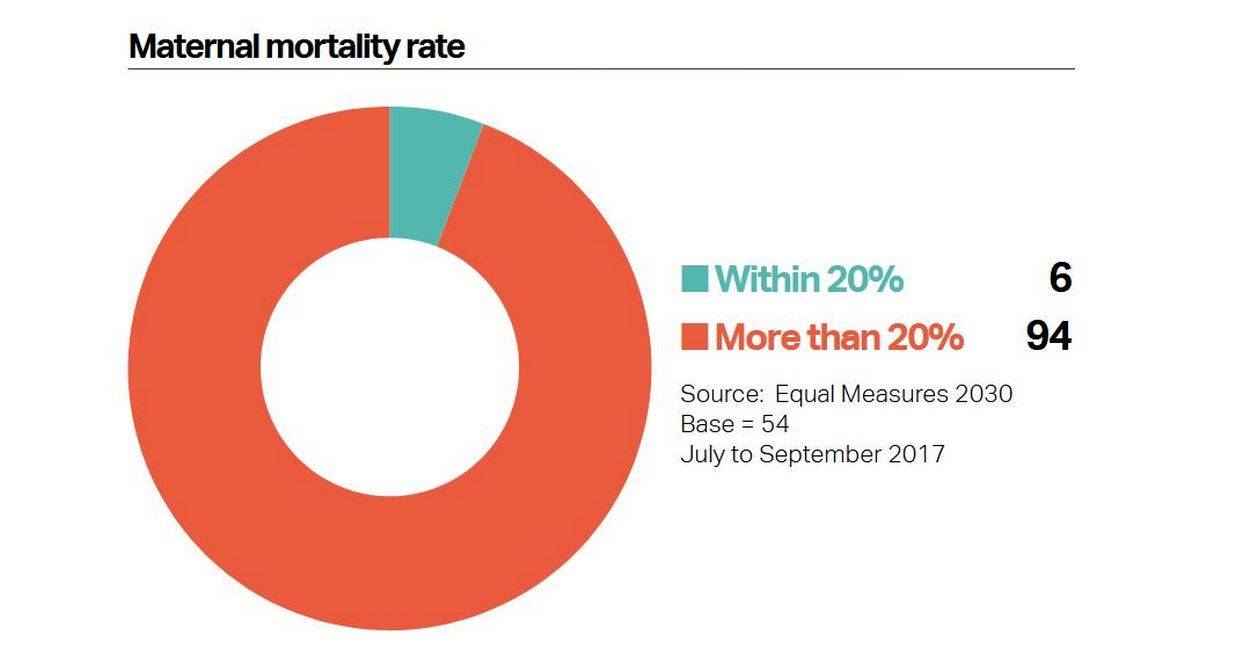 Maternal mortality rate
Within 20% 6
More than 20% 94
Source: Equal Measures 2030
Base = 54
July to September 2017